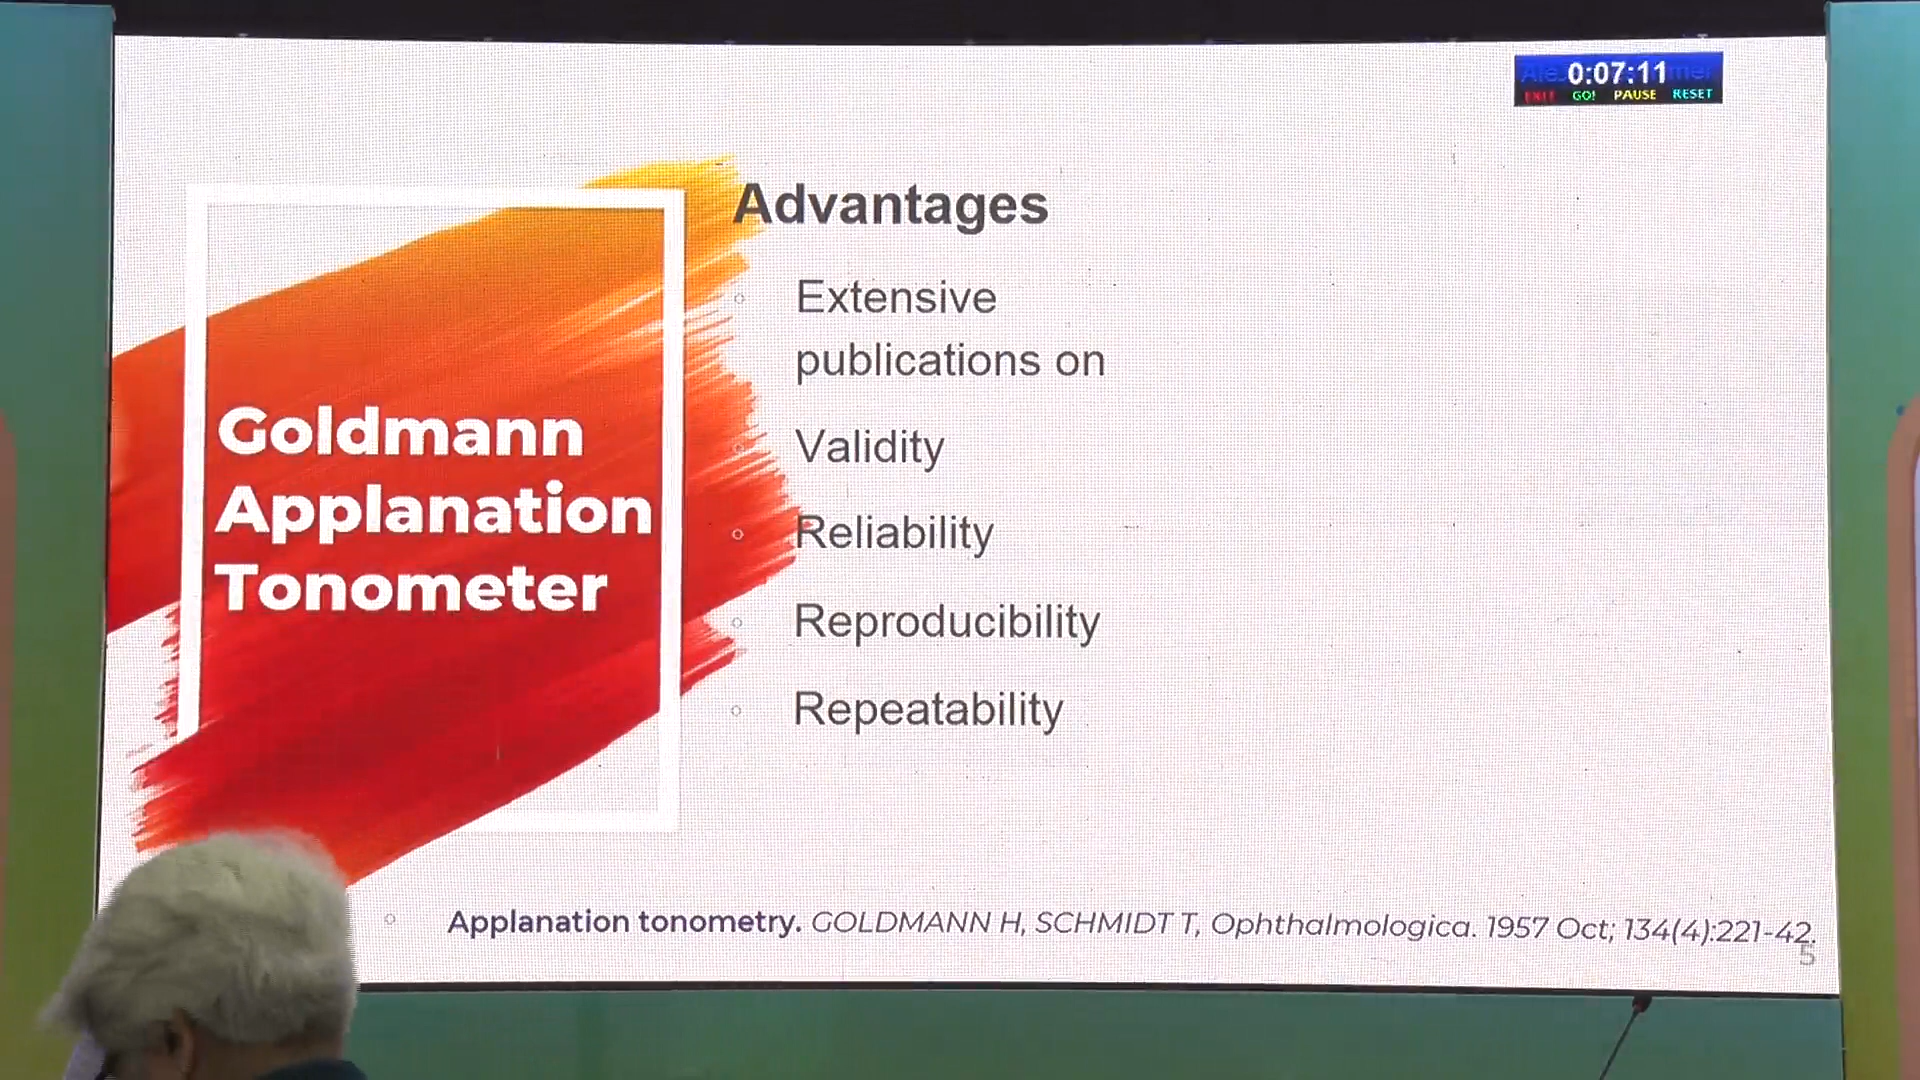 0:07:11
EXIT GO! PAUSE RESET
Goldmann
Applanation
Tonometer
Advantages
Extensive
publications on
Validity
Reliability
Reproducibility
Repeatability
Applanation tonometry. GOLDMANN H, SCHMIDT T, Ophthalmologica. 1957 Oct; 134(4):221-42.
5